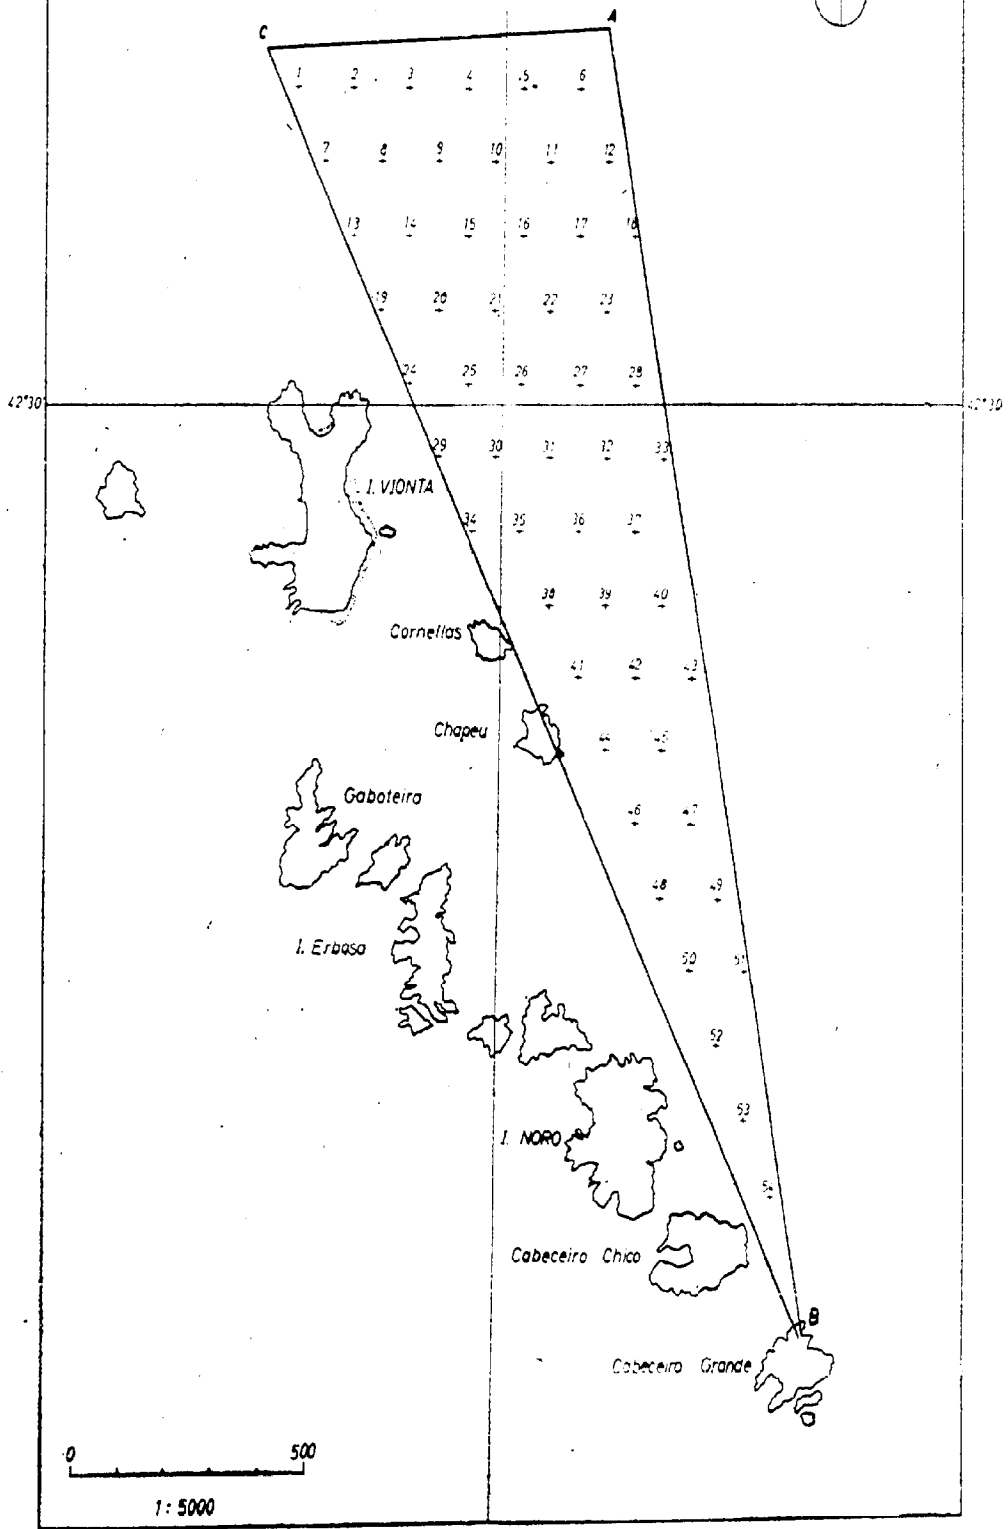 C A
1 2 3 4 5 6
7 8 9 10 11 12
13 14 15 16 17 18
19 20 21 22 23
24 25 26 27 28
42°30' 42°30
29 30 31 32 33
I. VIONTA
34 35 36 37
38 39 40
Cornellas
41 42 43
Chapeu
44 45
Gaboteira
46 47
48 49
I. Erbosa
50 51
52
53
I. NORO
54
Cabeceiro Chico
B
Cabeceiro Grande
0 500
1: 5000